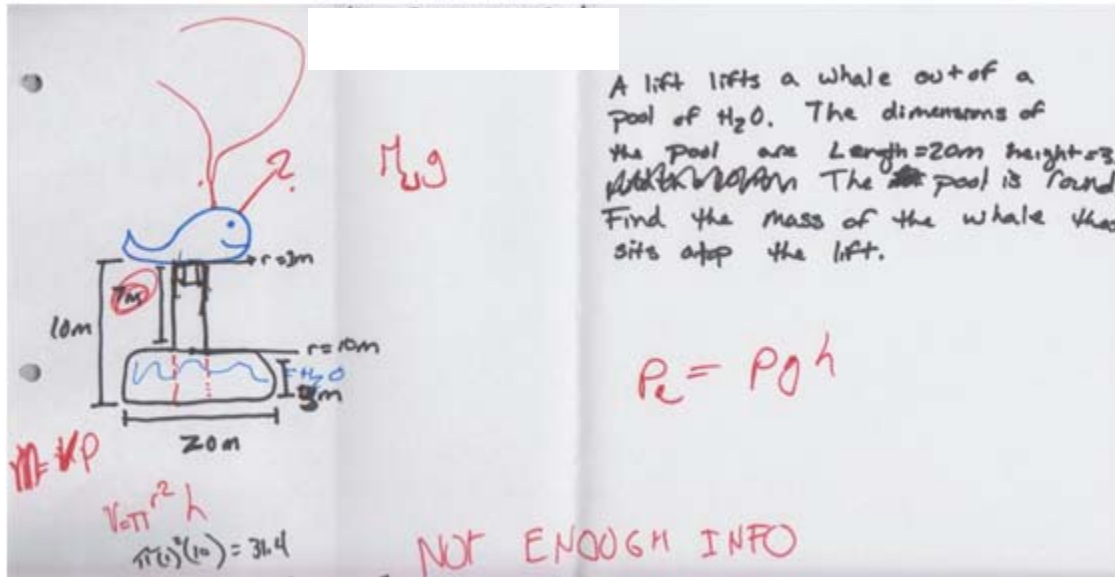 A lift lifts a whale out of a
pool of H₂O. The dimensions of
the pool are Length=20m height=3
The pool is round
Find the mass of the whale that
sits atop the lift.
?
r=3m
7m
10m
r=10m
H₂O
3m
20m
V=πr²h
π(1)²(10) = 31.4
Pe = ρgh
NOT ENOUGH INFO